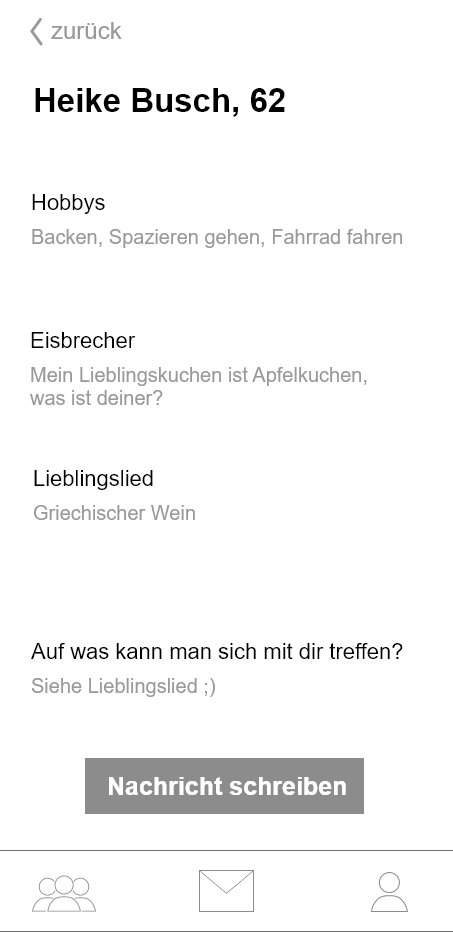 zurück
Heike Busch, 62
Hobbys
Backen, Spazieren gehen, Fahrrad fahren
Eisbrecher
Mein Lieblingskuchen ist Apfelkuchen,
was ist deiner?
Lieblingslied
Griechischer Wein
Auf was kann man sich mit dir treffen?
Siehe Lieblingslied ;)
Nachricht schreiben